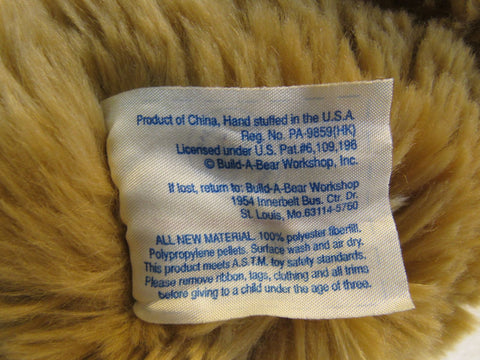 Product of China, Hand stuffed in the U.S.A.
Reg. No. PA-9859(HK)
Licensed under U.S. Pat.#6,109,196
© Build-A-Bear Workshop, Inc.
If lost, return to: Build-A-Bear Workshop
1954 Innerbelt Bus. Ctr. Dr.
St. Louis, Mo.63114-5760
ALL NEW MATERIAL 100% polyester fiberfill.
Polypropylene pellets. Surface wash and air dry.
This product meets A.S.T.M. toy safety standards.
Please remove ribbon, tags, clothing and all trims
before giving to a child under the age of three.